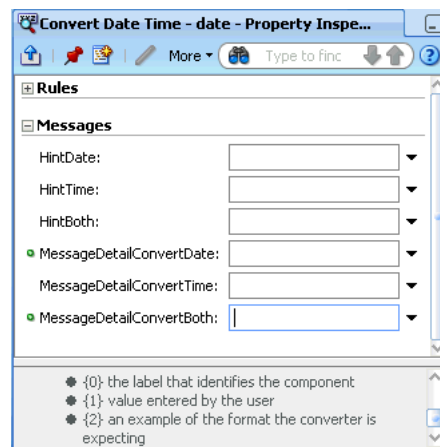 Convert Date Time - date - Property Inspe...
More
Type to finc
Rules
Messages
HintDate:
HintTime:
HintBoth:
MessageDetailConvertDate:
MessageDetailConvertTime:
MessageDetailConvertBoth:
{0} the label that identifies the component
{1} value entered by the user
{2} an example of the format the converter is
expecting